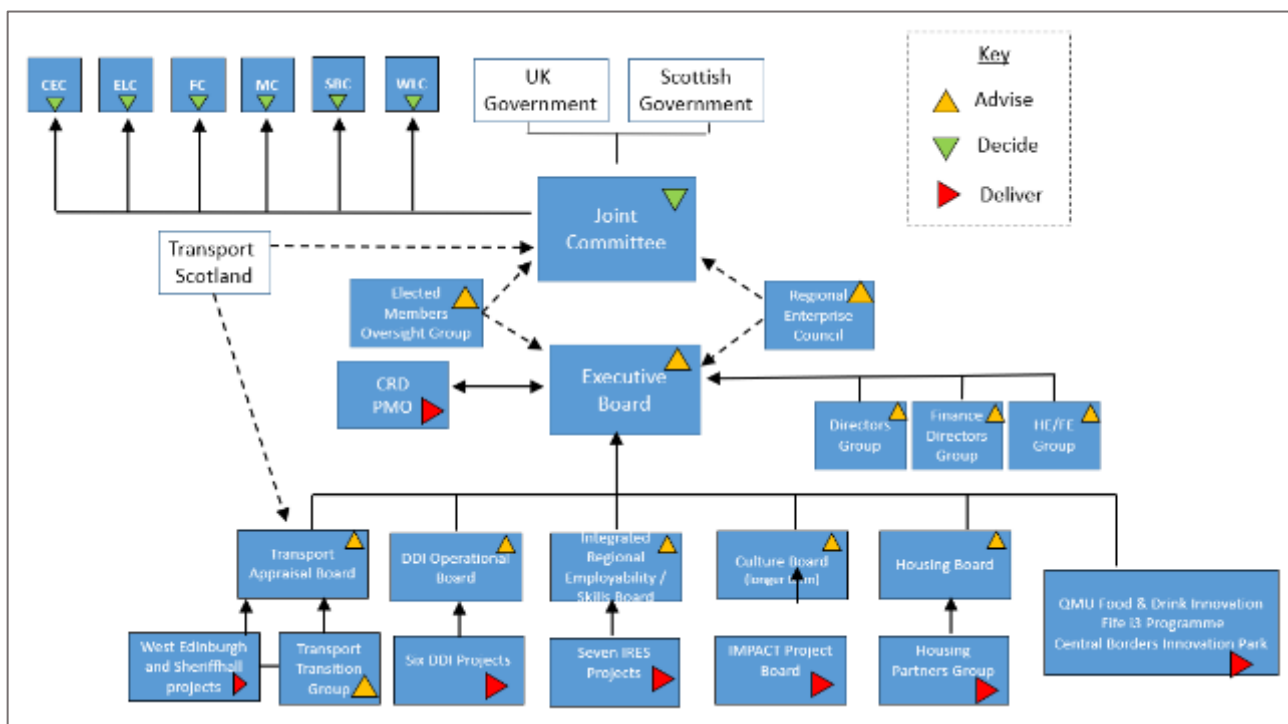 CEC
ELC
FC
MC
SBC
WLC
UK
Government
Scottish
Government
Key
Advise
Decide
Deliver
Joint
Committee
Transport
Scotland
Elected
Members
Oversight Group
Regional
Enterprise
Council
CRD
PMO
Executive
Board
Directors
Group
Finance
Directors
Group
HE/FE
Group
Transport
Appraisal Board
DDI Operational
Board
Integrated
Regional
Employability /
Skills Board
Culture Board
(longer term)
Housing Board
QMU Food & Drink Innovation
Fife I3 Programme
Central Borders Innovation Park
West Edinburgh
and Sheriffhall
projects
Transport
Transition
Group
Six DDI Projects
Seven IRES
Projects
IMPACT Project
Board
Housing
Partners Group